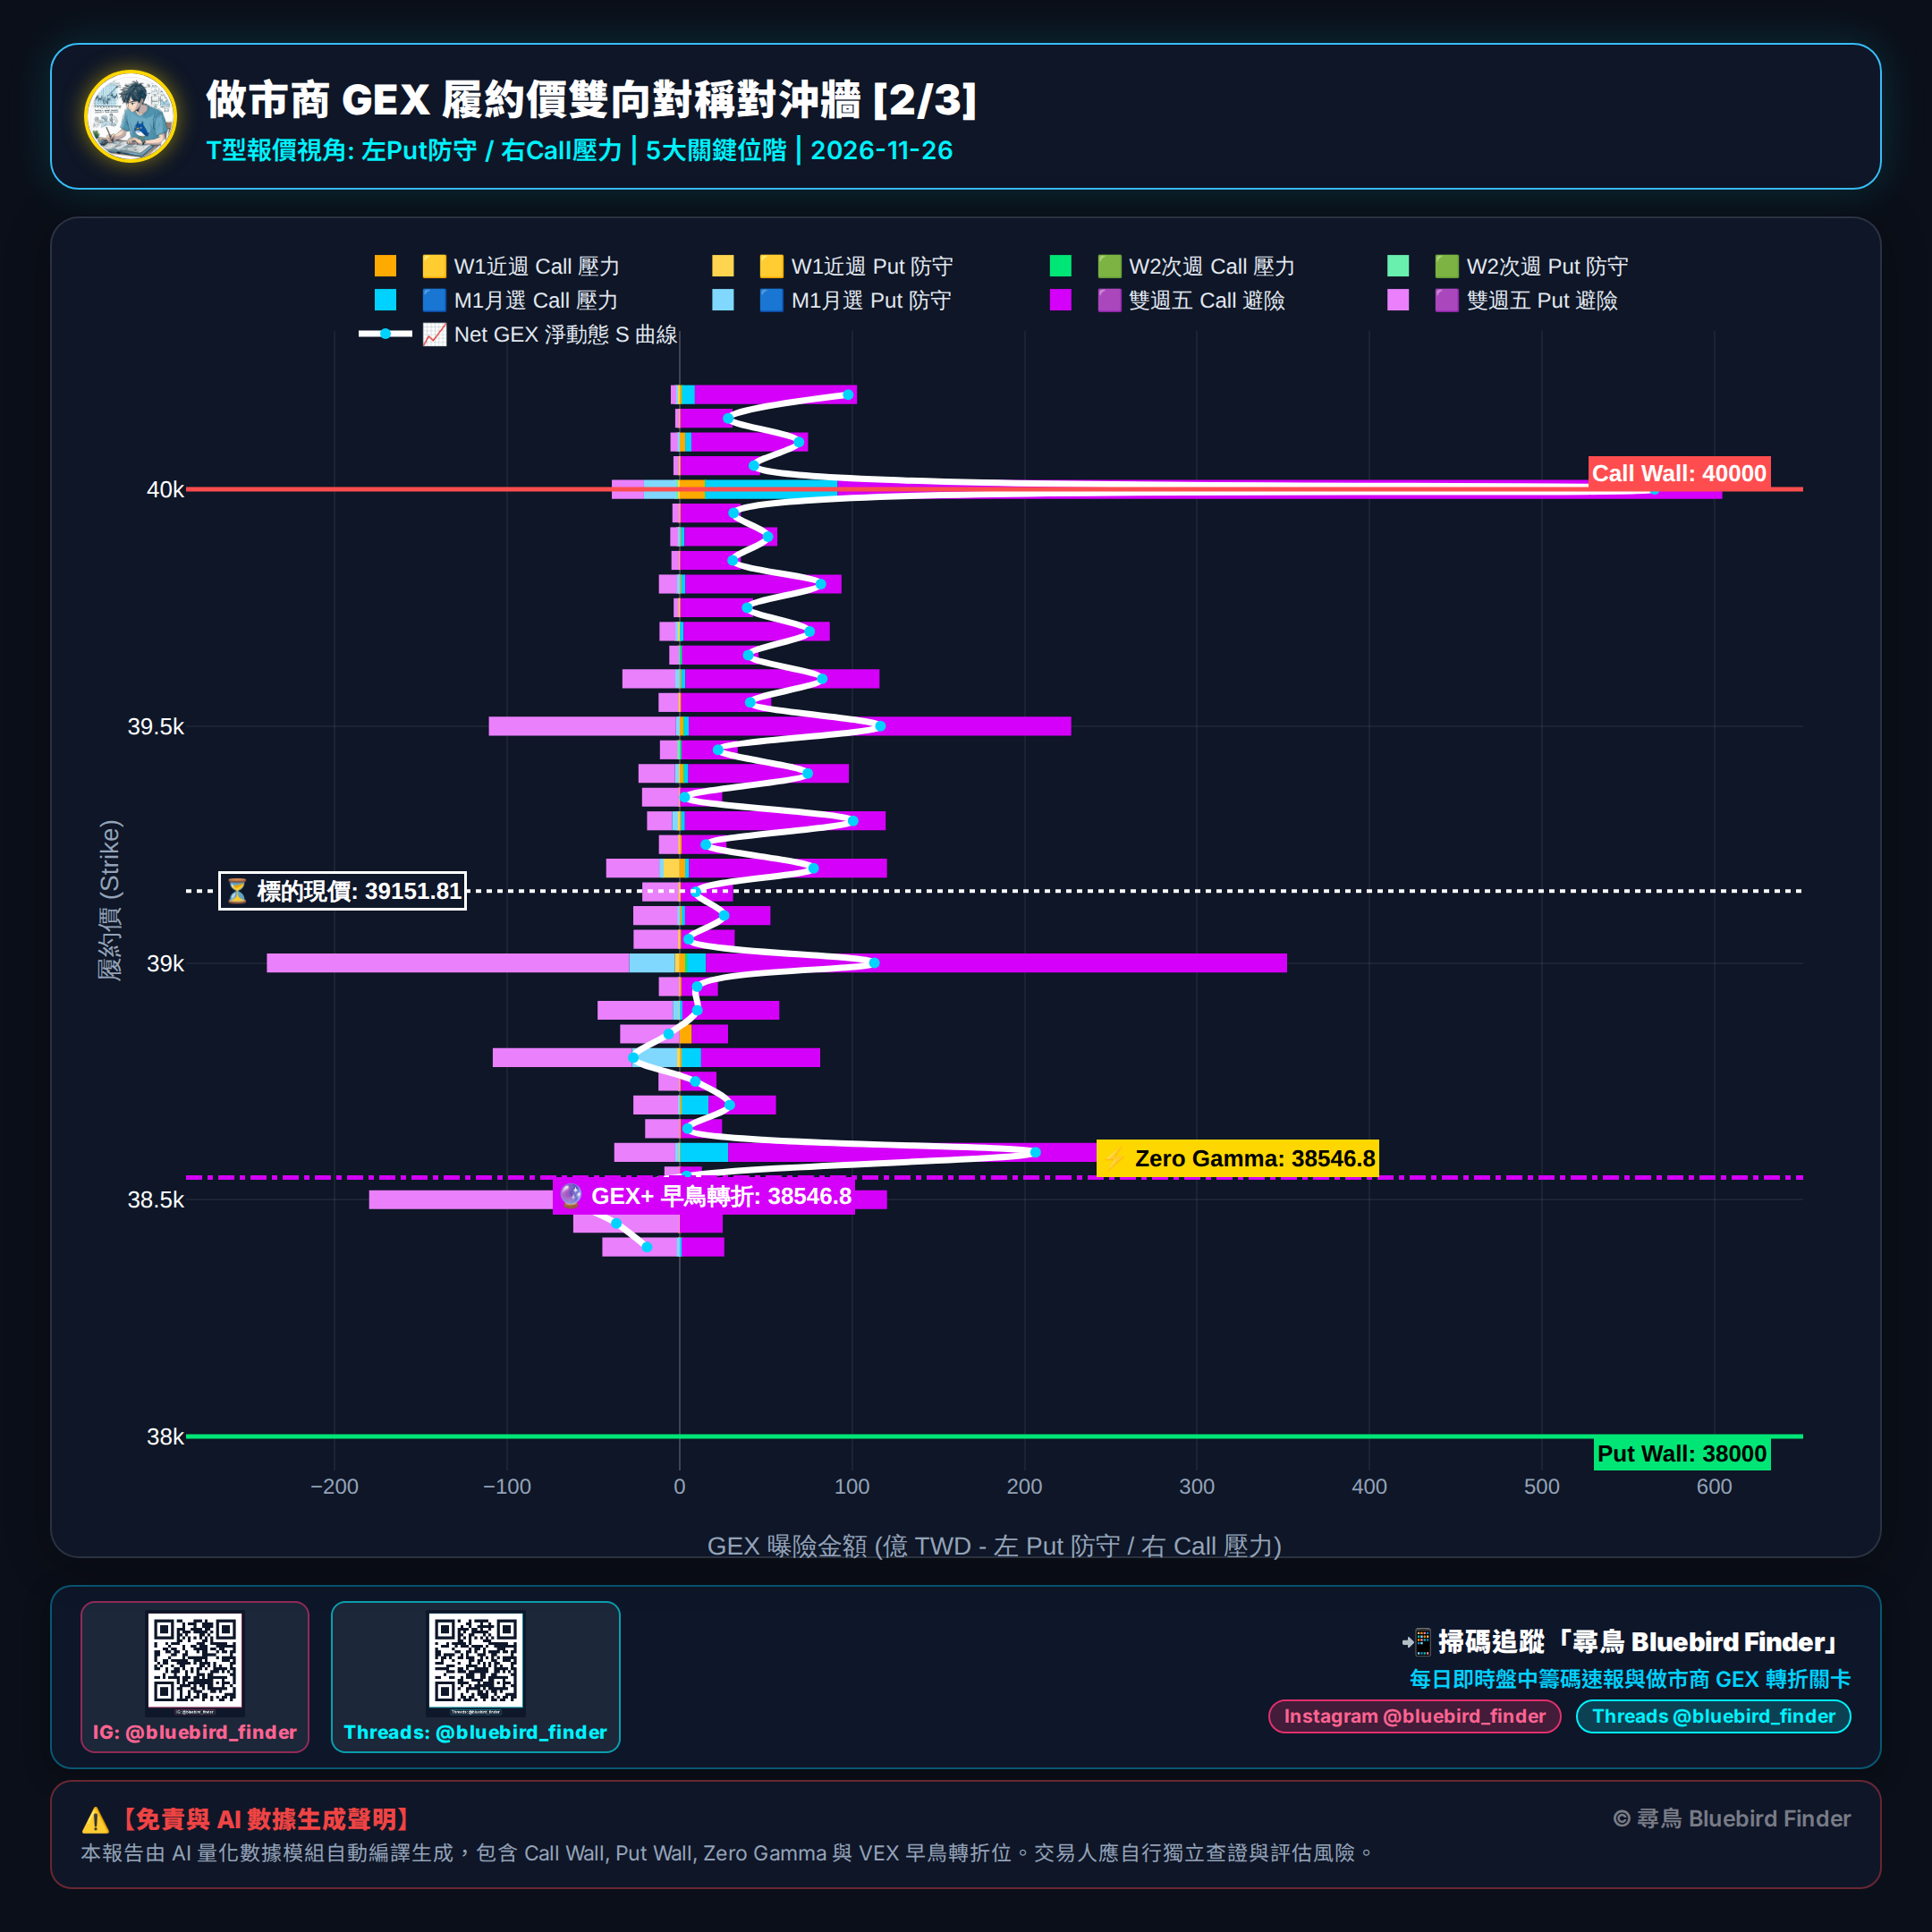 做市商 GEX 履約價雙向對稱對沖牆 [2/3]
T型報價視角: 左Put防守 / 右Call壓力 | 5大關鍵位階 | 2026-11-26
🟨 W1近週 Call 壓力
🟨 W1近週 Put 防守
🟩 W2次週 Call 壓力
🟩 W2次週 Put 防守
🟦 M1月選 Call 壓力
🟦 M1月選 Put 防守
🟪 雙週五 Call 避險
🟪 雙週五 Put 避險
📈 Net GEX 淨動態 S 曲線
Call Wall: 40000
40k
39.5k
⏳ 標的現價: 39151.81
39k
⚡ Zero Gamma: 38546.8
🔮 GEX+ 早鳥轉折: 38546.8
38.5k
38k
Put Wall: 38000
履約價 (Strike)
−200
−100
0
100
200
300
400
500
600
GEX 曝險金額 (億 TWD - 左 Put 防守 / 右 Call 壓力)
IG: @bluebird_finder
IG: @bluebird_finder
Threads: @bluebird_finder
Threads: @bluebird_finder
📲 掃碼追蹤「尋鳥 Bluebird Finder」
每日即時盤中籌碼速報與做市商 GEX 轉折關卡
Instagram @bluebird_finder
Threads @bluebird_finder
⚠️【免責與 AI 數據生成聲明】
© 尋鳥 Bluebird Finder
本報告由 AI 量化數據模組自動編譯生成，包含 Call Wall, Put Wall, Zero Gamma 與 VEX 早鳥轉折位。交易人應自行獨立查證與評估風險。